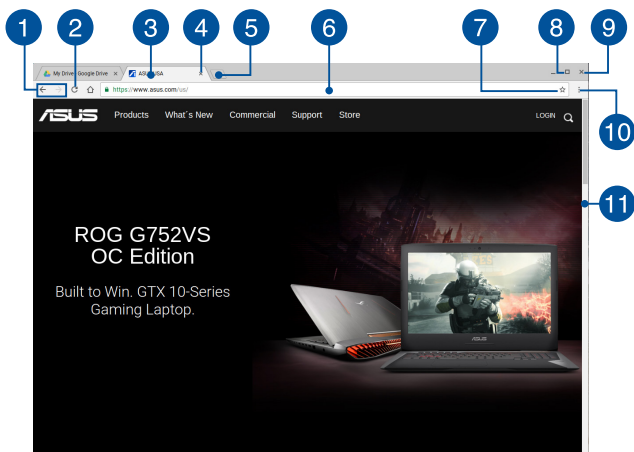 1 2 3 4 5 6 7 8 9
My Drive - Google Drive × ASUS USA ×
https://www.asus.com/us/
10
ASUS Products What´s New Commercial Support Store LOGIN
11
ROG G752VS
OC Edition
Built to Win. GTX 10-Series
Gaming Laptop.
ASUS